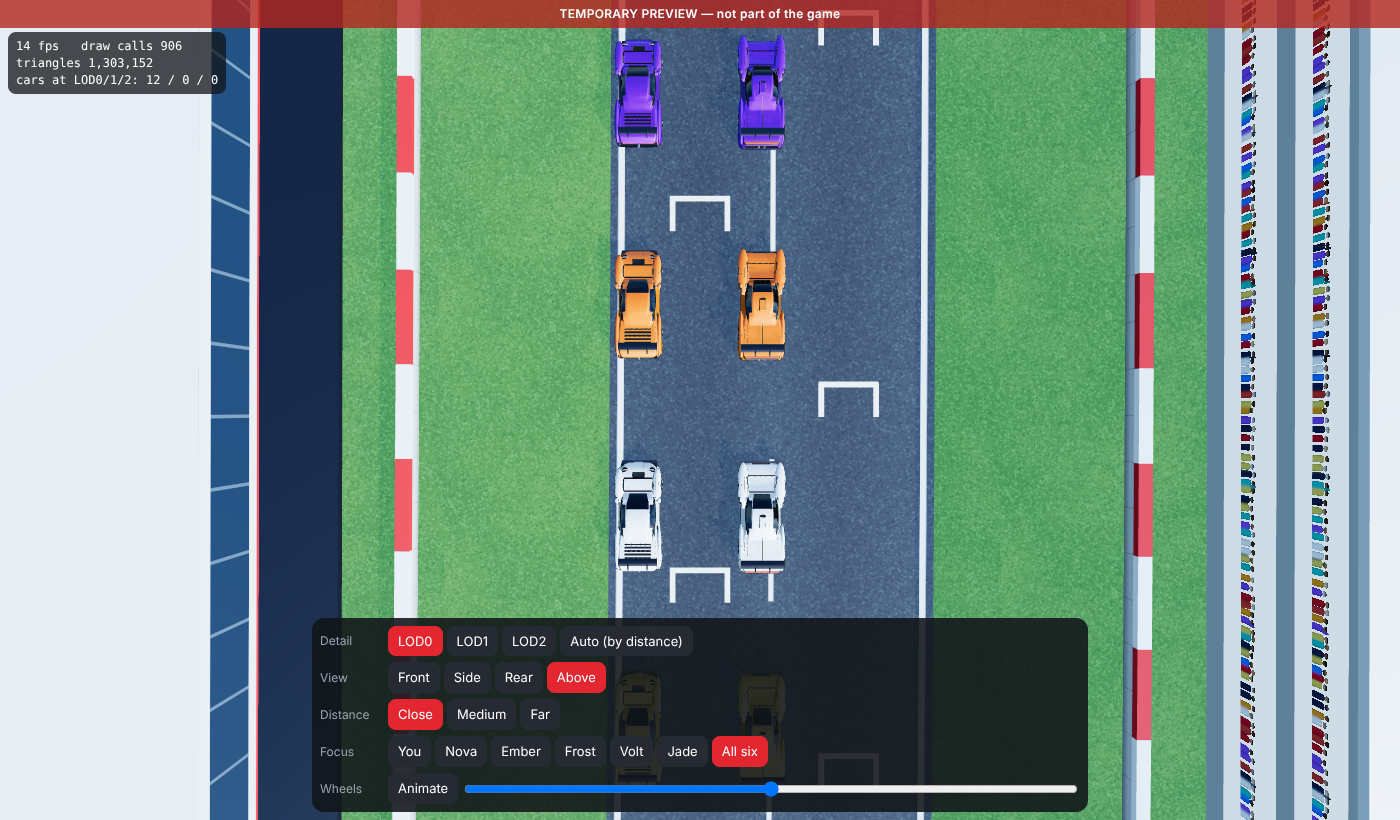 TEMPORARY PREVIEW — not part of the game
14 fps draw calls 906
triangles 1,303,152
cars at LOD0/1/2: 12 / 0 / 0
Detail LOD0 LOD1 LOD2 Auto (by distance)
View Front Side Rear Above
Distance Close Medium Far
Focus You Nova Ember Frost Volt Jade All six
Wheels Animate